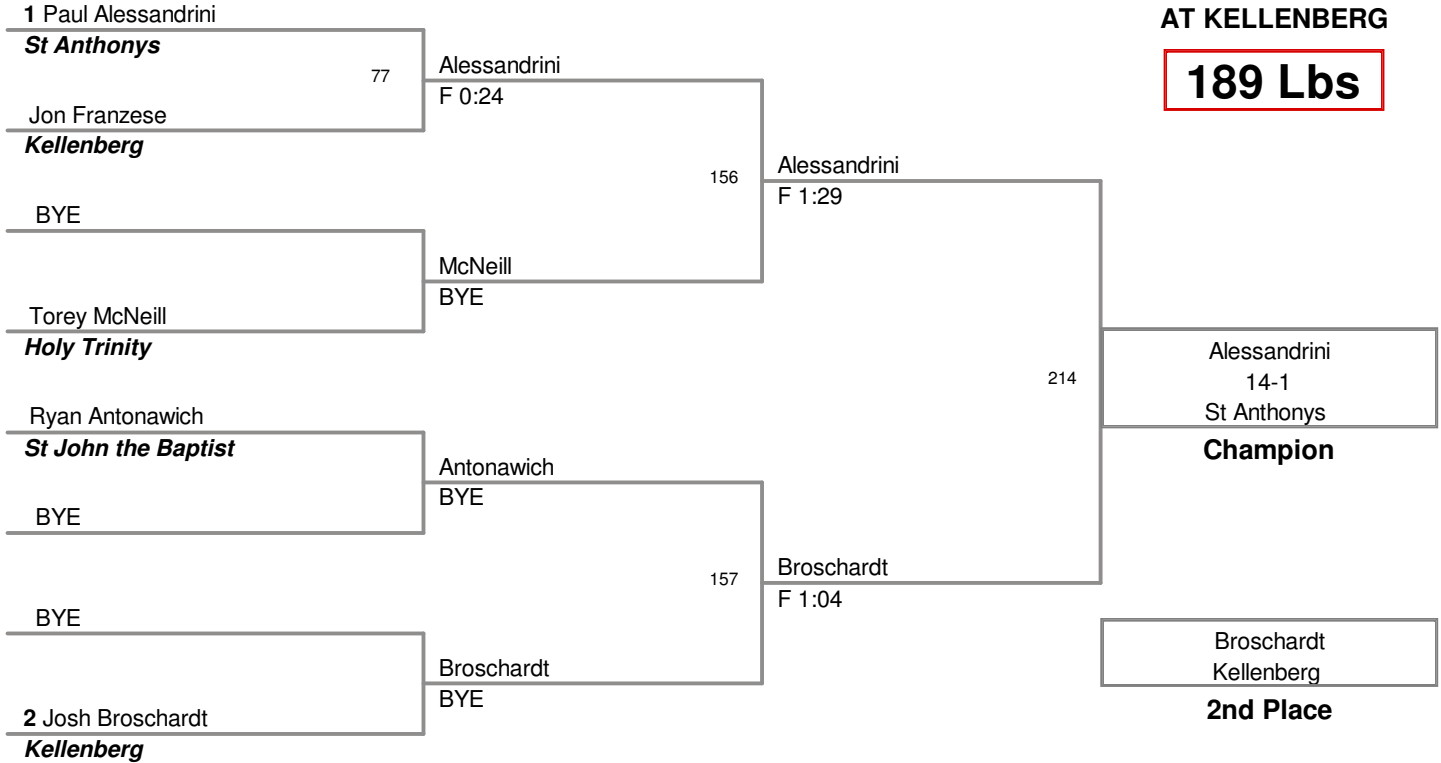 1 Paul Alessandrini
St Anthonys
77
Jon Franzese
Kellenberg
BYE
Torey McNeill
Holy Trinity
Ryan Antonawich
St John the Baptist
BYE
BYE
2 Josh Broschardt
Kellenberg
Alessandrini
F 0:24
156
McNeill
BYE
Antonawich
BYE
157
Broschardt
BYE
Alessandrini
F 1:29
214
Broschardt
F 1:04
AT KELLENBERG
189 Lbs
Alessandrini
14-1
St Anthonys
Champion
Broschardt
Kellenberg
2nd Place